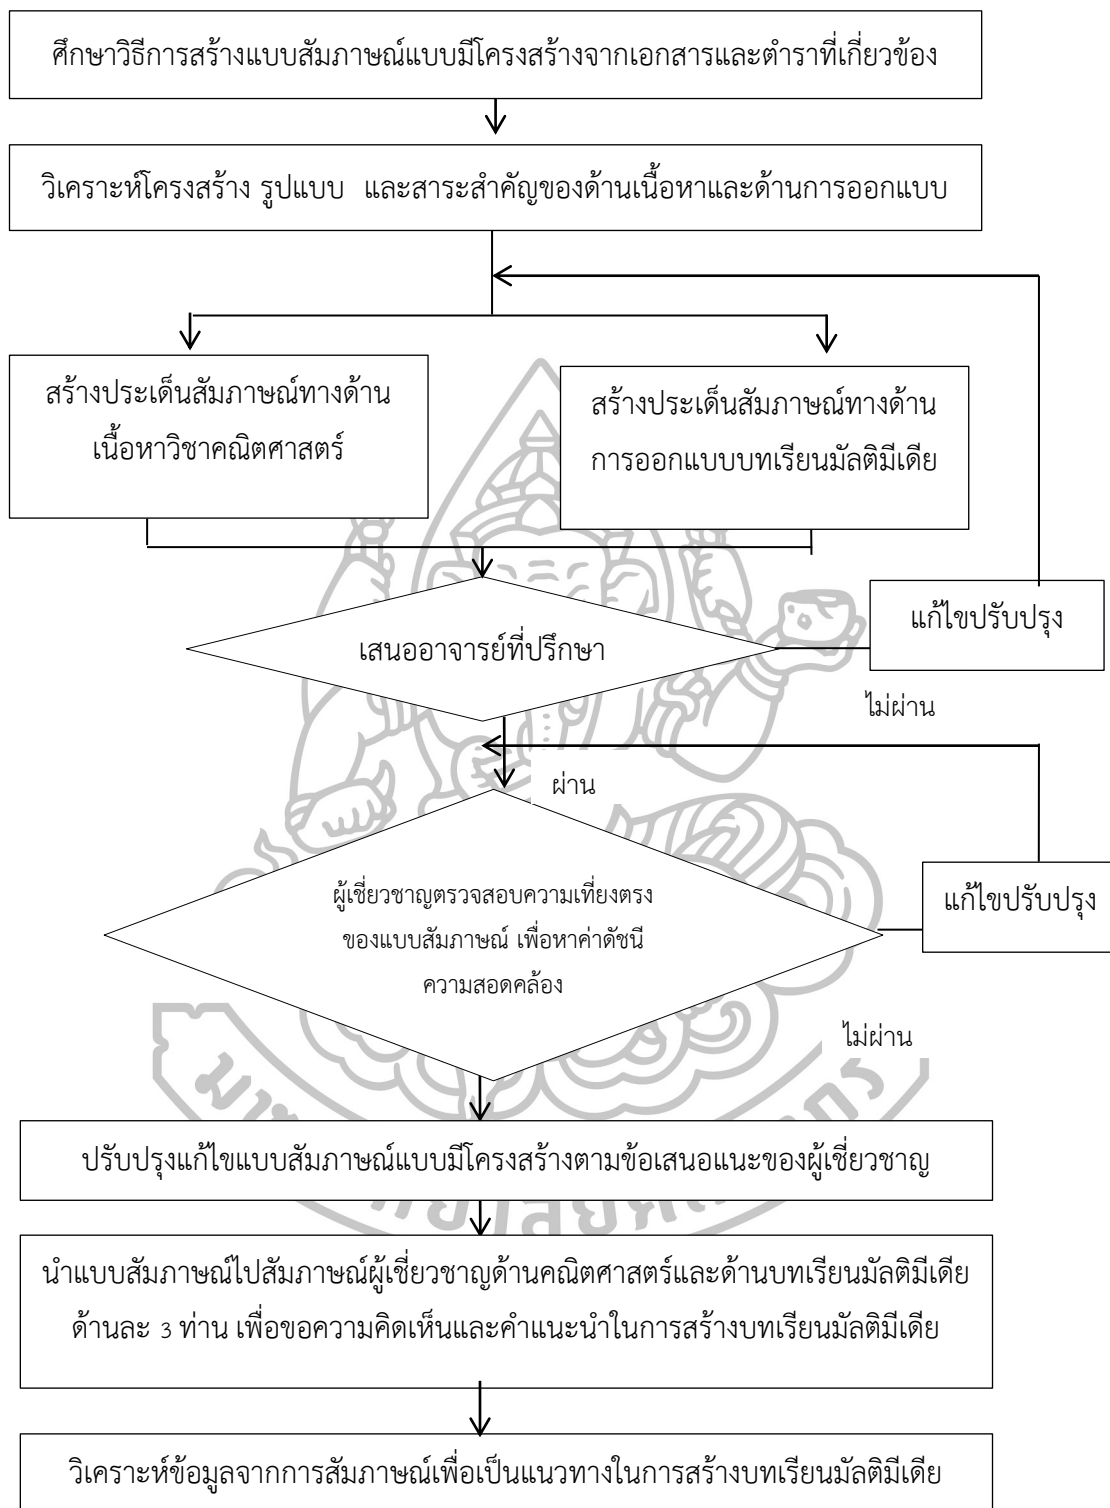 ศึกษาวิธีการสร้างแบบสัมภาษณ์แบบมีโครงสร้างจากเอกสารและตำราที่เกี่ยวข้อง
วิเคราะห์โครงสร้าง รูปแบบ และสาระสำคัญของด้านเนื้อหาและด้านการออกแบบ
สร้างประเด็นสัมภาษณ์ทางด้าน
เนื้อหาวิชาคณิตศาสตร์
สร้างประเด็นสัมภาษณ์ทางด้าน
การออกแบบบทเรียนมัลติมีเดีย
เสนออาจารย์ที่ปรึกษา
แก้ไขปรับปรุง
ไม่ผ่าน
ผ่าน
ผู้เชี่ยวชาญตรวจสอบความเที่ยงตรง
ของแบบสัมภาษณ์ เพื่อหาค่าดัชนี
ความสอดคล้อง
แก้ไขปรับปรุง
ไม่ผ่าน
ปรับปรุงแก้ไขแบบสัมภาษณ์แบบมีโครงสร้างตามข้อเสนอแนะของผู้เชี่ยวชาญ
นำแบบสัมภาษณ์ไปสัมภาษณ์ผู้เชี่ยวชาญด้านคณิตศาสตร์และด้านบทเรียนมัลติมีเดีย
ด้านละ 3 ท่าน เพื่อขอความคิดเห็นและคำแนะนำในการสร้างบทเรียนมัลติมีเดีย
วิเคราะห์ข้อมูลจากการสัมภาษณ์เพื่อเป็นแนวทางในการสร้างบทเรียนมัลติมีเดีย